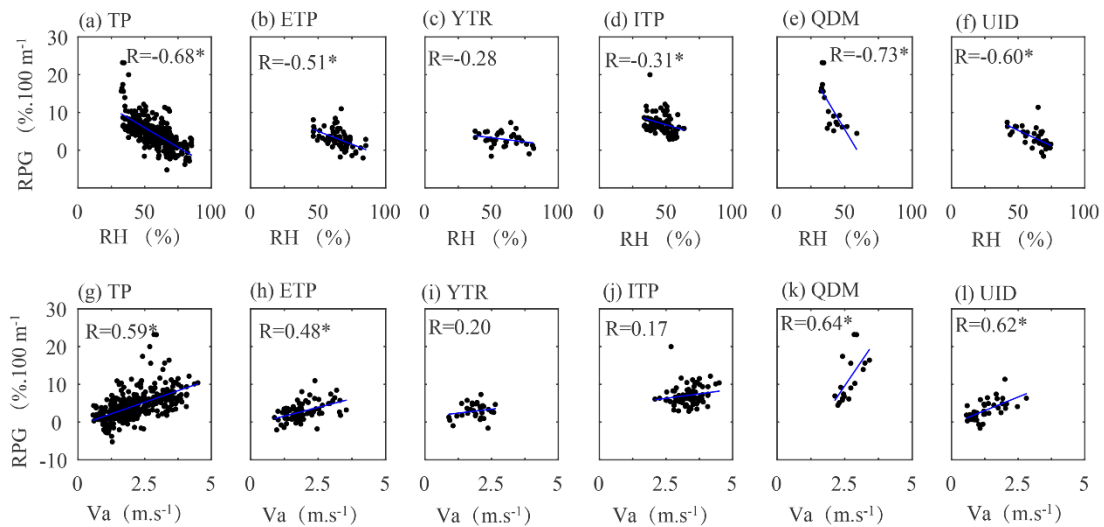 (a) TP (b) ETP (c) YTR (d) ITP (e) QDM (f) UID
R=-0.68* R=-0.51* R=-0.28 R=-0.31* R=-0.73* R=-0.60*
RPG (%.100 m-1)
30
20
10
0
0 50 100 0 50 100 0 50 100 0 50 100 0 50 100 0 50 100
RH (%) RH (%) RH (%) RH (%) RH (%) RH (%)
(g) TP (h) ETP (i) YTR (j) ITP (k) QDM (l) UID
R=0.59* R=0.48* R=0.20 R=0.17 R=0.64* R=0.62*
RPG (%.100 m-1)
30
20
10
0
-10
0 2.5 5 0 2.5 5 0 2.5 5 0 2.5 5 0 2.5 5 0 2.5 5
Va (m.s-1) Va (m.s-1) Va (m.s-1) Va (m.s-1) Va (m.s-1) Va (m.s-1)